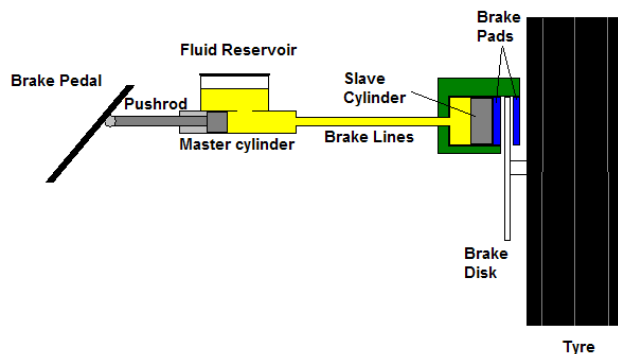 Brake
Pads
Fluid Reservoir
Slave
Cylinder
Brake Pedal
Pushrod
Master cylinder
Brake Lines
Brake
Disk
Tyre